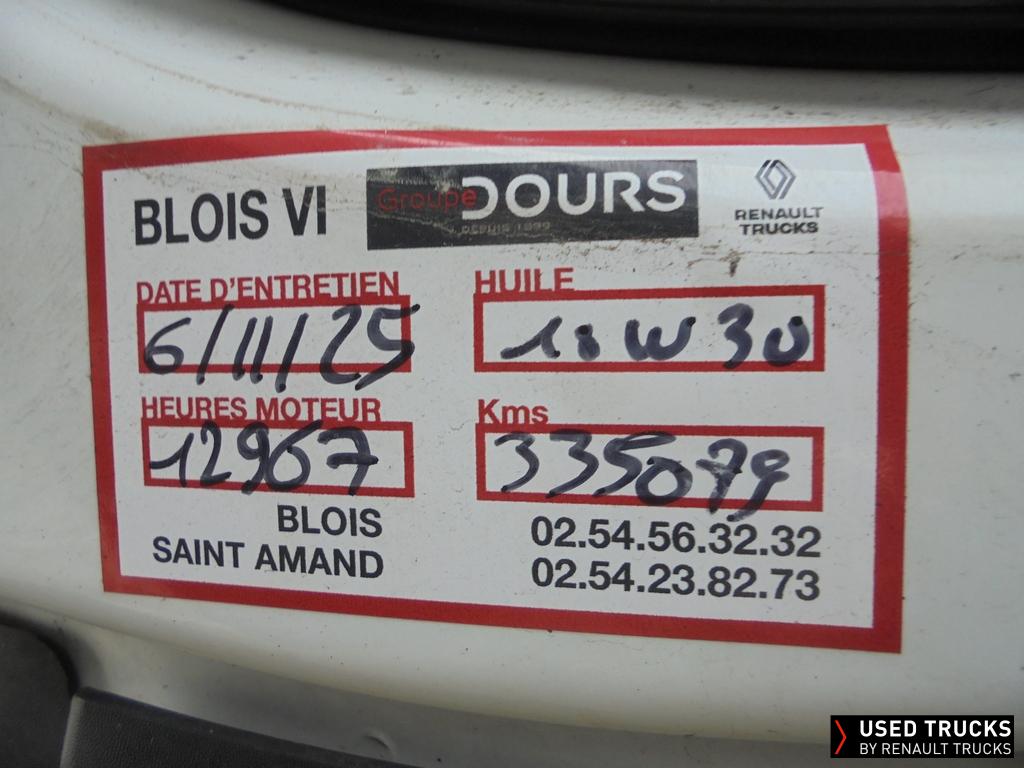 BLOIS VI
Groupe DOURS
DEPUIS 1899
RENAULT
TRUCKS
DATE D'ENTRETIEN
6/11/25
HUILE
10W30
HEURES MOTEUR
12967
Kms
335079
BLOIS
SAINT AMAND
02.54.56.32.32
02.54.23.82.73
USED TRUCKS
BY RENAULT TRUCKS